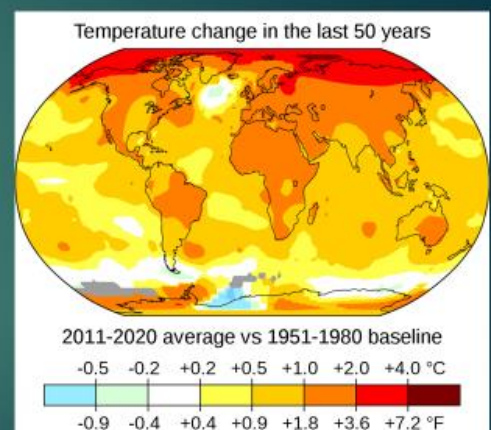 Temperature change in the last 50 years
2011-2020 average vs 1951-1980 baseline
-0.5 -0.2 +0.2 +0.5 +1.0 +2.0 +4.0 °C
-0.9 -0.4 +0.4 +0.9 +1.8 +3.6 +7.2 °F